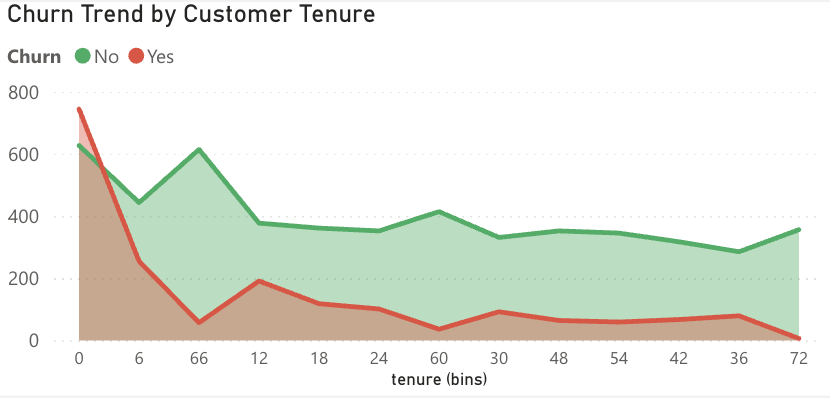 Churn Trend by Customer Tenure
Churn No Yes
800
600
400
200
0
0 6 66 12 18 24 60 30 48 54 42 36 72
tenure (bins)